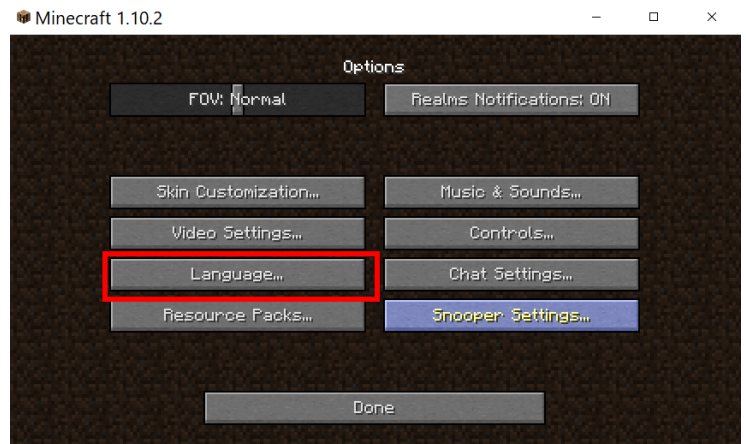 Minecraft 1.10.2
Options
FOV: Normal
Realms Notifications: ON
Skin Customization...
Music & Sounds...
Video Settings...
Controls...
Language...
Chat Settings...
Resource Packs...
Snooper Settings...
Done